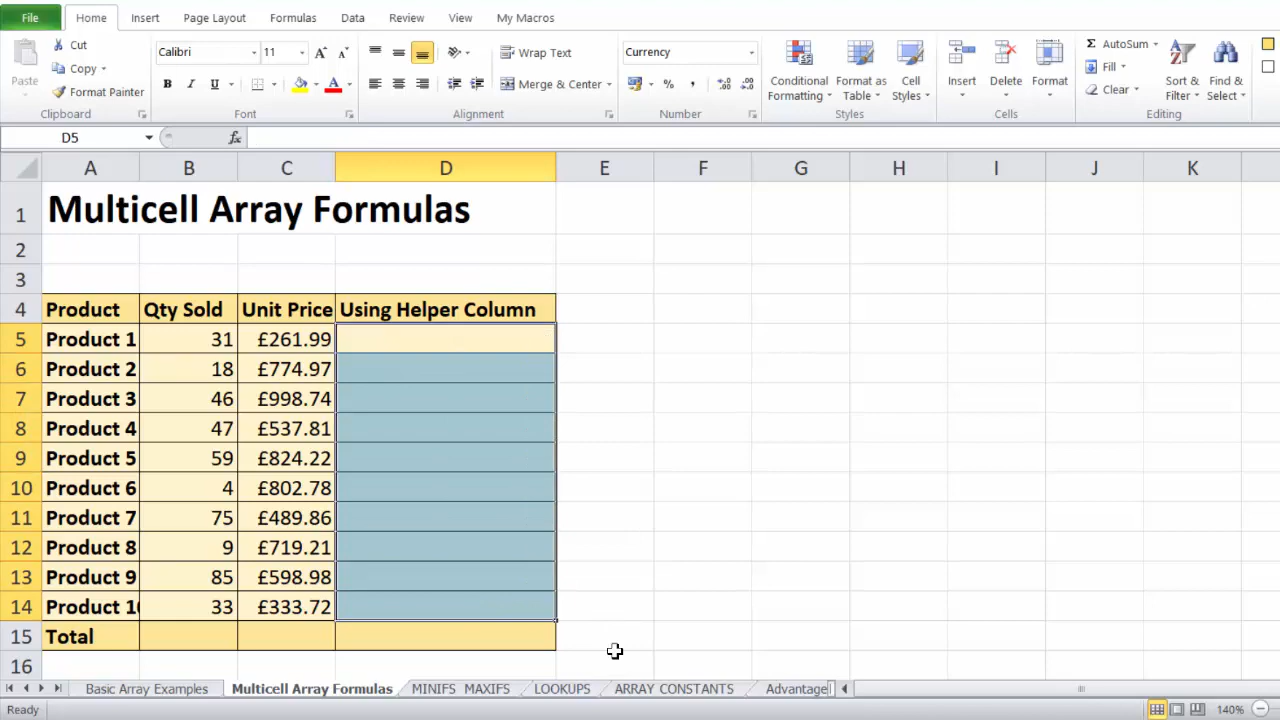 File Home Insert Page Layout Formulas Data Review View My Macros
Paste Cut Copy Format Painter Clipboard
Calibri 11 B I U A Font
Wrap Text Merge & Center Alignment
Currency % , Number
Conditional Formatting Format as Table Cell Styles Styles
Insert Delete Format Cells
Σ AutoSum Fill Clear Sort & Filter Find & Select Editing
D5 fx
A B C D E F G H I J K
1 Multicell Array Formulas
2
3
4 Product Qty Sold Unit Price Using Helper Column
5 Product 1 31 £261.99
6 Product 2 18 £774.97
7 Product 3 46 £998.74
8 Product 4 47 £537.81
9 Product 5 59 £824.22
10 Product 6 4 £802.78
11 Product 7 75 £489.86
12 Product 8 9 £719.21
13 Product 9 85 £598.98
14 Product 10 33 £333.72
15 Total
16
Basic Array Examples Multicell Array Formulas MINIFS_MAXIFS LOOKUPS ARRAY CONSTANTS Advantage
Ready 140%